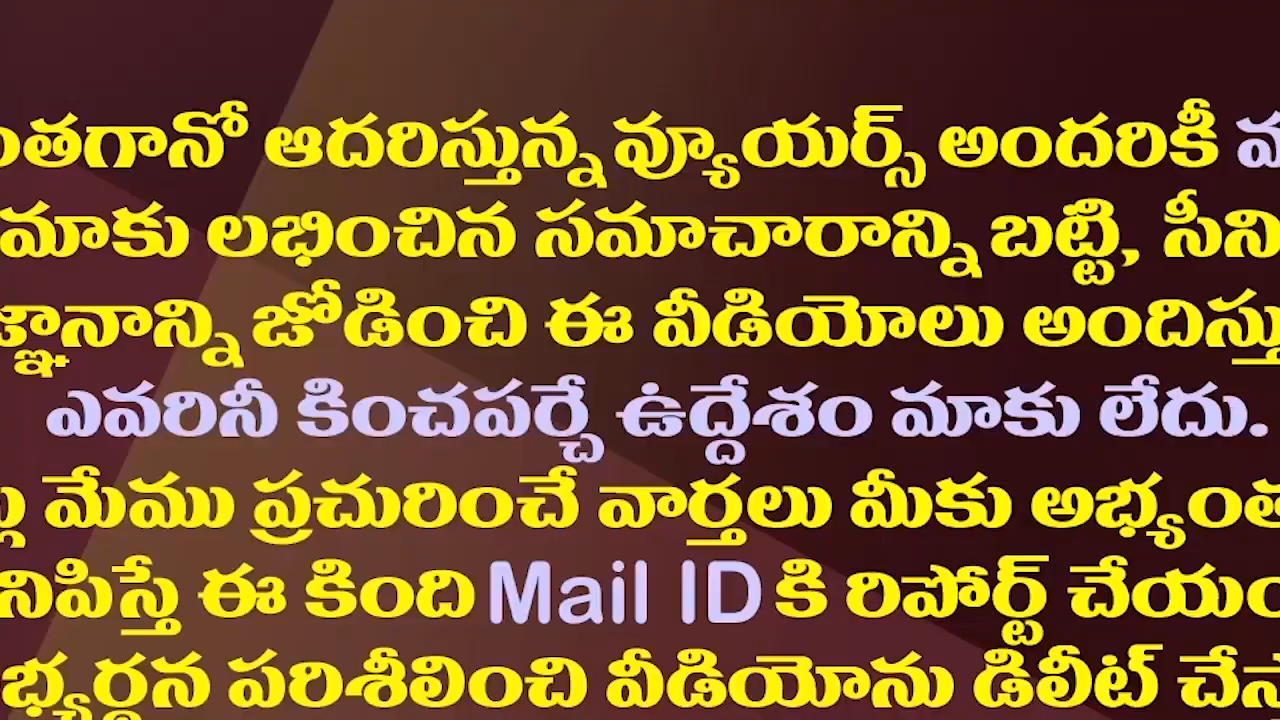 ంతగానో ఆదరిస్తున్న వ్యూయర్స్ అందరికీ
మాకు లభించిన సమాచారాన్ని బట్టి, సీని
జ్ఞానాన్ని జోడించి ఈ వీడియోలు అందిస్తు
ఎవరినీ కించపర్చే ఉద్దేశం మాకు లేదు.
మేము ప్రచురించే వార్తలు మీకు అభ్యంత
నిపిస్తే ఈ కింది Mail ID కి రిపోర్ట్ చేయం
భ్యర్థన పరిశీలించి వీడియోను డిలీట్ చేస